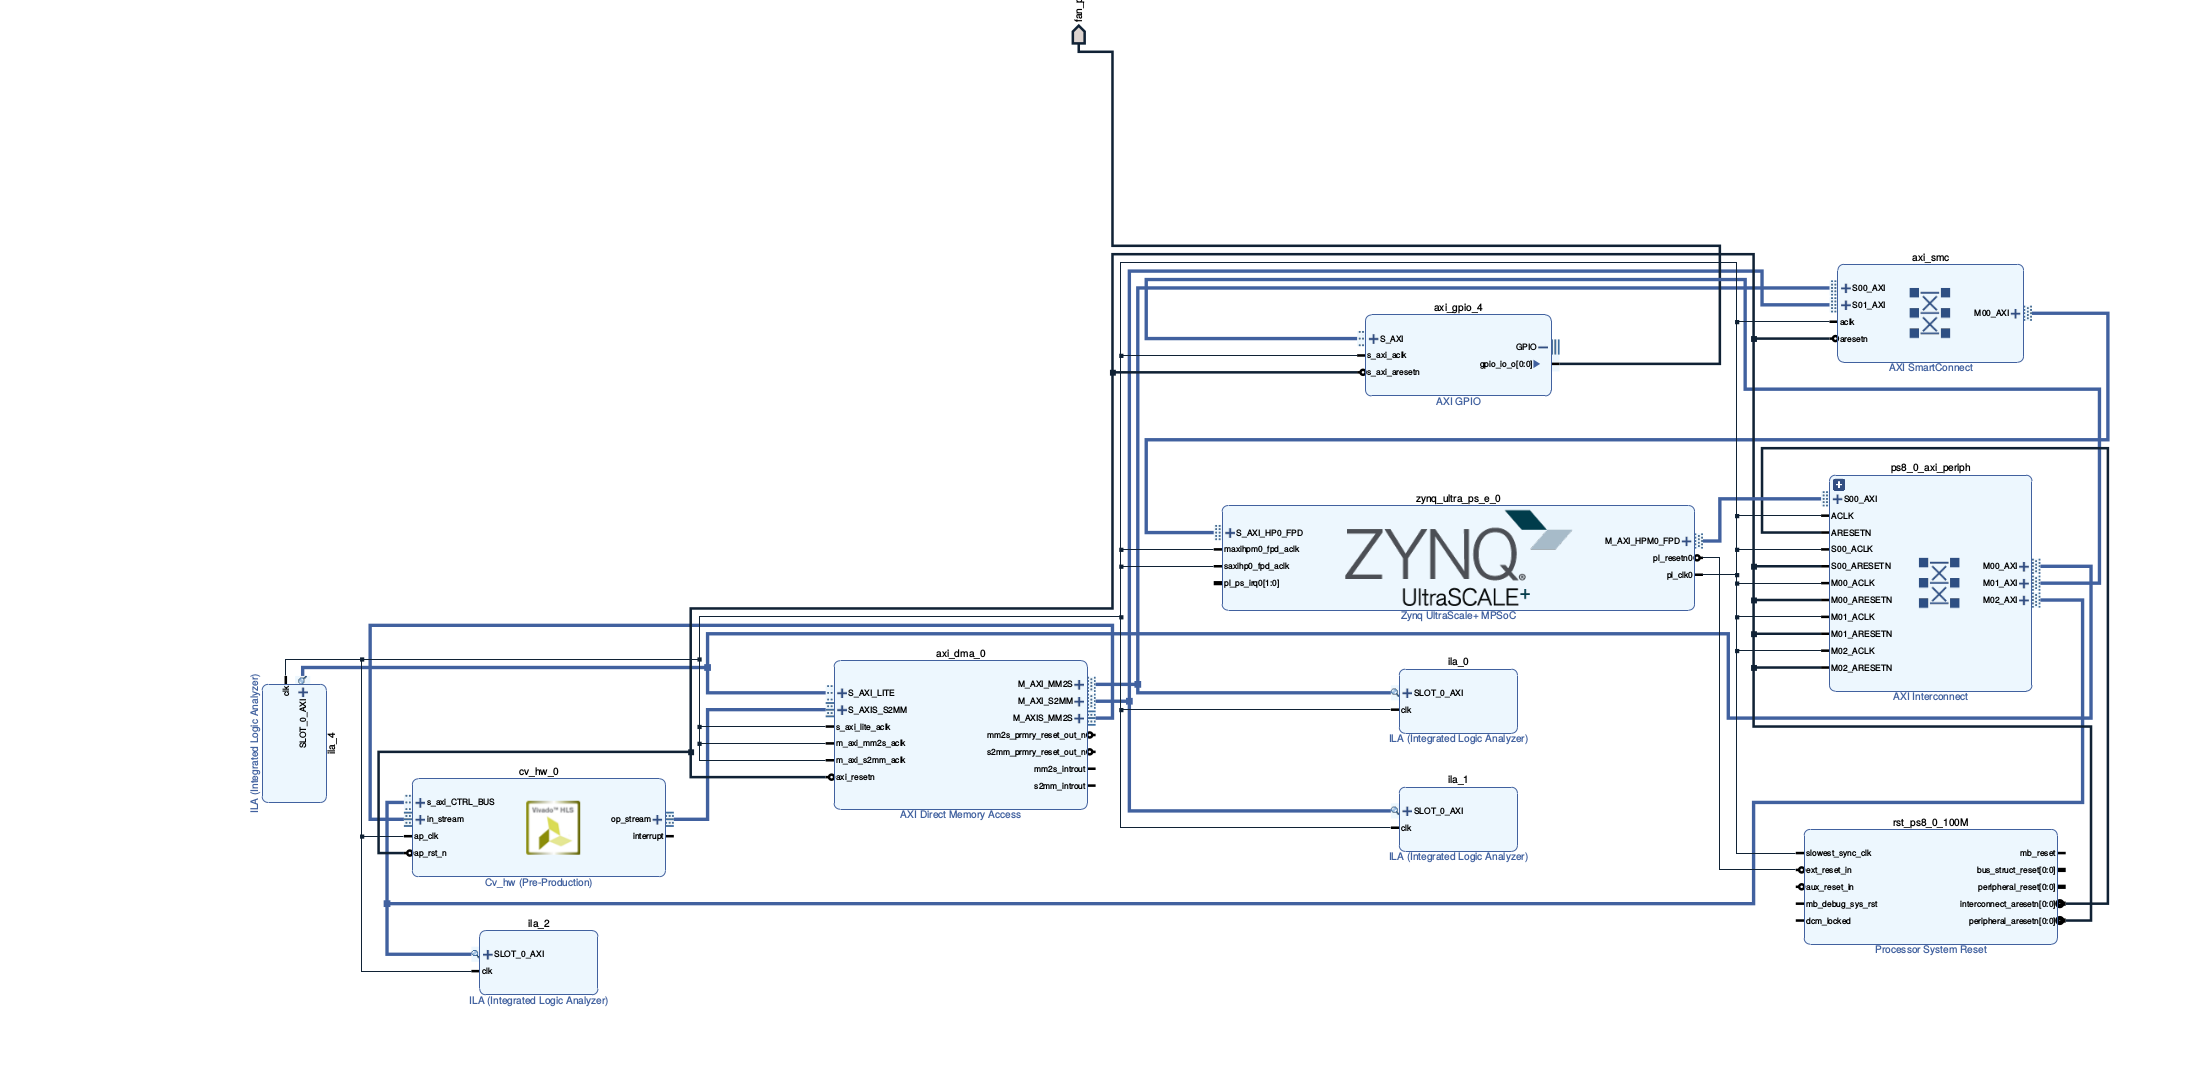 axi_smc
S00_AXI
S01_AXI
aclk
aresetn
M00_AXI
AXI SmartConnect
axi_gpio_4
S_AXI
s_axi_aclk
s_axi_aresetn
GPIO
gpio_io_o[0:0]
AXI GPIO
zynq_ultra_ps_e_0
S_AXI_HP0_FPD
maxihpm0_fpd_aclk
saxihp0_fpd_aclk
pl_ps_irq0[1:0]
ZYNQ
UltraSCALE+
M_AXI_HPM0_FPD
pl_resetn0
pl_clk0
Zynq UltraScale+ MPSoC
ps8_0_axi_periph
S00_AXI
ACLK
ARESETN
S00_ACLK
S00_ARESETN
M00_ACLK
M00_ARESETN
M01_ACLK
M01_ARESETN
M02_ACLK
M02_ARESETN
M00_AXI
M01_AXI
M02_AXI
AXI Interconnect
ILA (Integrated Logic Analyzer)
clk
SLOT_0_AXI
ila_4
axi_dma_0
S_AXI_LITE
S_AXIS_S2MM
s_axi_lite_aclk
m_axi_mm2s_aclk
m_axi_s2mm_aclk
axi_resetn
M_AXI_MM2S
M_AXI_S2MM
M_AXIS_MM2S
mm2s_prmry_reset_out_n
s2mm_prmry_reset_out_n
mm2s_introut
s2mm_introut
AXI Direct Memory Access
ila_0
SLOT_0_AXI
clk
ILA (Integrated Logic Analyzer)
ila_1
SLOT_0_AXI
clk
ILA (Integrated Logic Analyzer)
cv_hw_0
s_axi_CTRL_BUS
in_stream
ap_clk
ap_rst_n
Vivado™ HLS
op_stream
interrupt
Cv_hw (Pre-Production)
rst_ps8_0_100M
slowest_sync_clk
ext_reset_in
aux_reset_in
mb_debug_sys_rst
dcm_locked
mb_reset
bus_struct_reset[0:0]
peripheral_reset[0:0]
interconnect_aresetn[0:0]
peripheral_aresetn[0:0]
Processor System Reset
ila_2
SLOT_0_AXI
clk
ILA (Integrated Logic Analyzer)